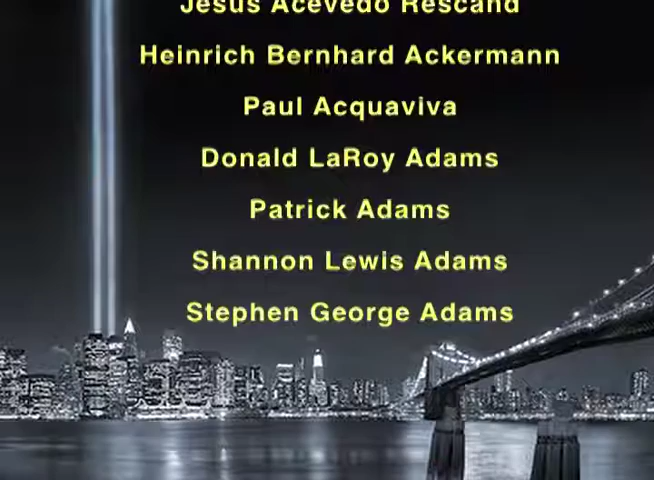 Jesus Acevedo Rescand
Heinrich Bernhard Ackermann
Paul Acquaviva
Donald LaRoy Adams
Patrick Adams
Shannon Lewis Adams
Stephen George Adams